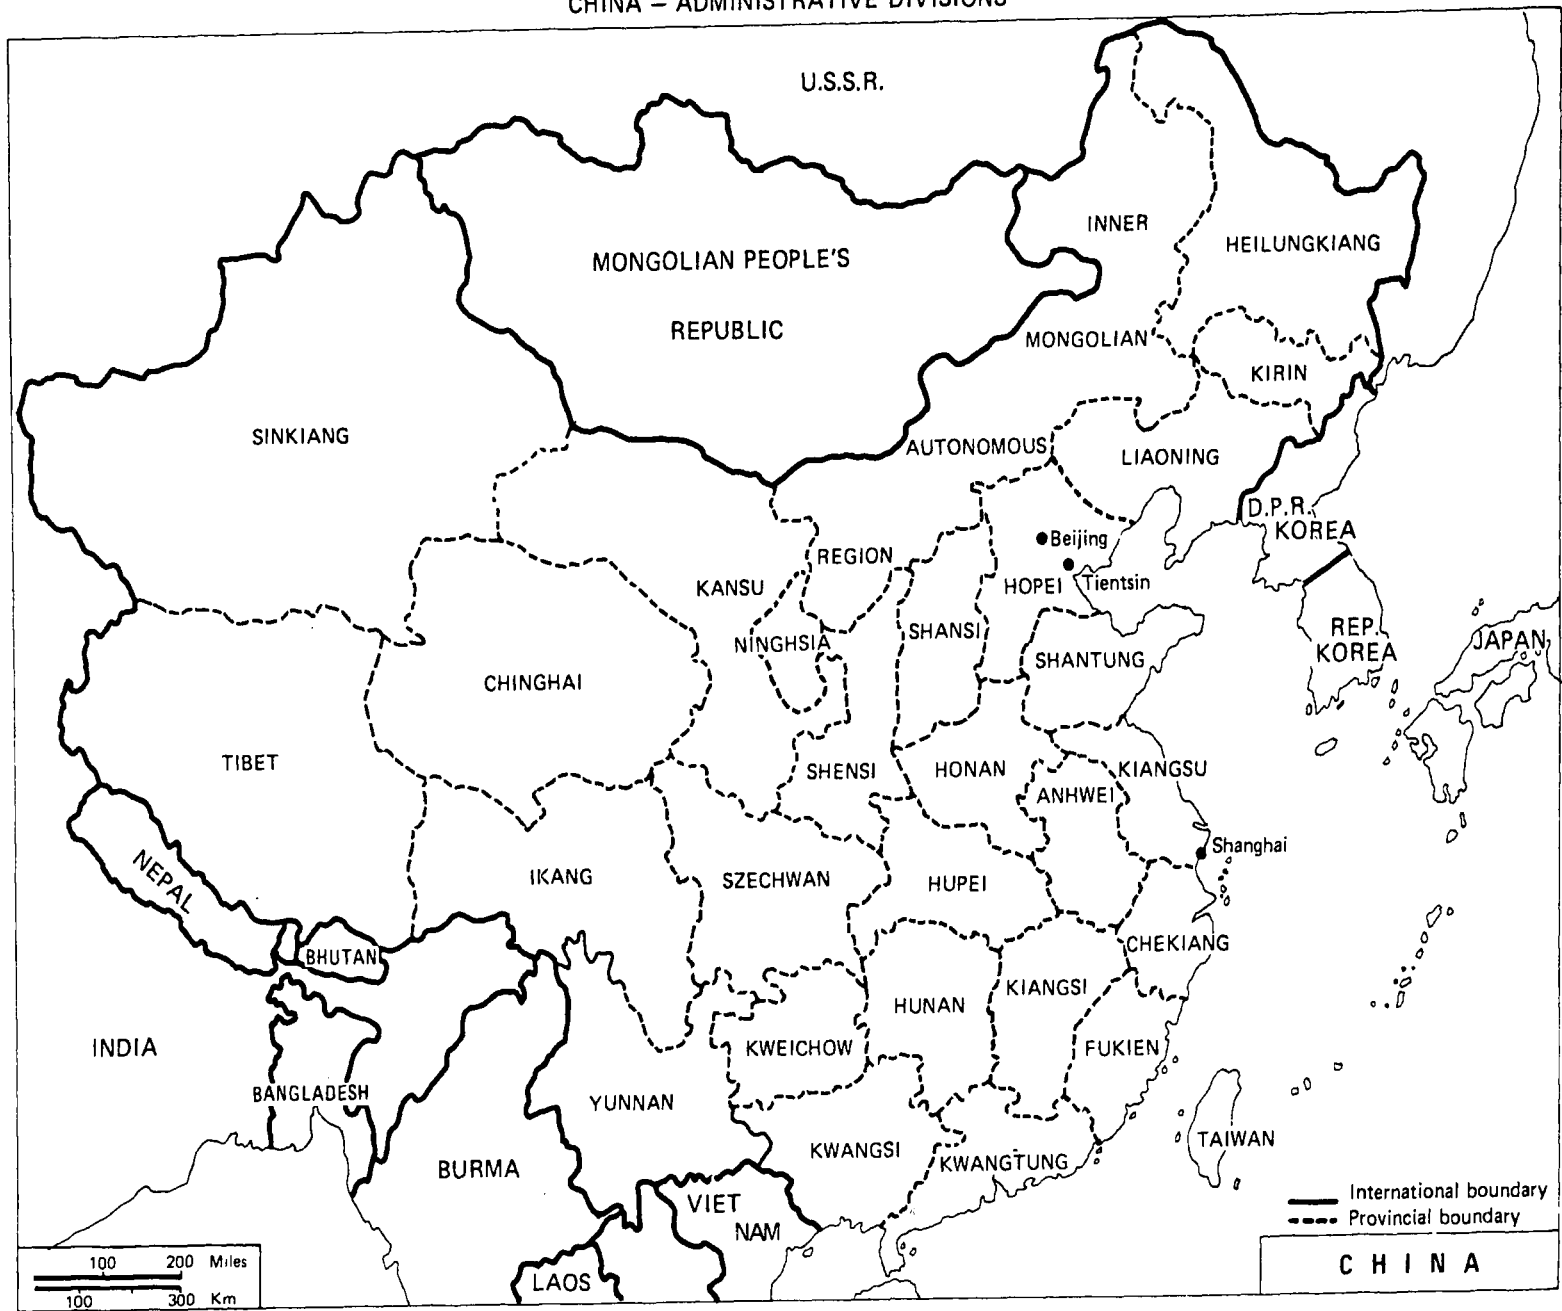 CHINA – ADMINISTRATIVE DIVISIONS
U.S.S.R.
INNER
HEILUNGKIANG
MONGOLIAN PEOPLE'S
REPUBLIC
MONGOLIAN
KIRIN
SINKIANG
AUTONOMOUS
LIAONING
D.P.R.
KOREA
Beijing
REGION
KANSU
HOPEI
Tientsin
NINGHSIA
SHANSI
REP.
KOREA
JAPAN
SHANTUNG
CHINGHAI
TIBET
SHENSI
HONAN
KIANGSU
ANHWEI
Shanghai
NEPAL
IKANG
SZECHWAN
HUPEI
BHUTAN
CHEKIANG
KIANGSI
HUNAN
INDIA
KWEICHOW
FUKIEN
BANGLADESH
YUNNAN
TAIWAN
KWANGSI
BURMA
KWANGTUNG
VIET
NAM
International boundary
Provincial boundary
100 200 Miles
100 300 Km
LAOS
CHINA